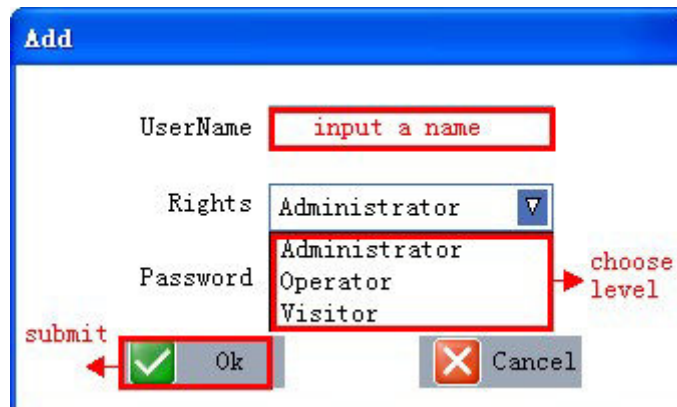 Add
UserName input a name
Rights Administrator
Administrator
Password Operator
Visitor
choose
level
submit
Ok Cancel